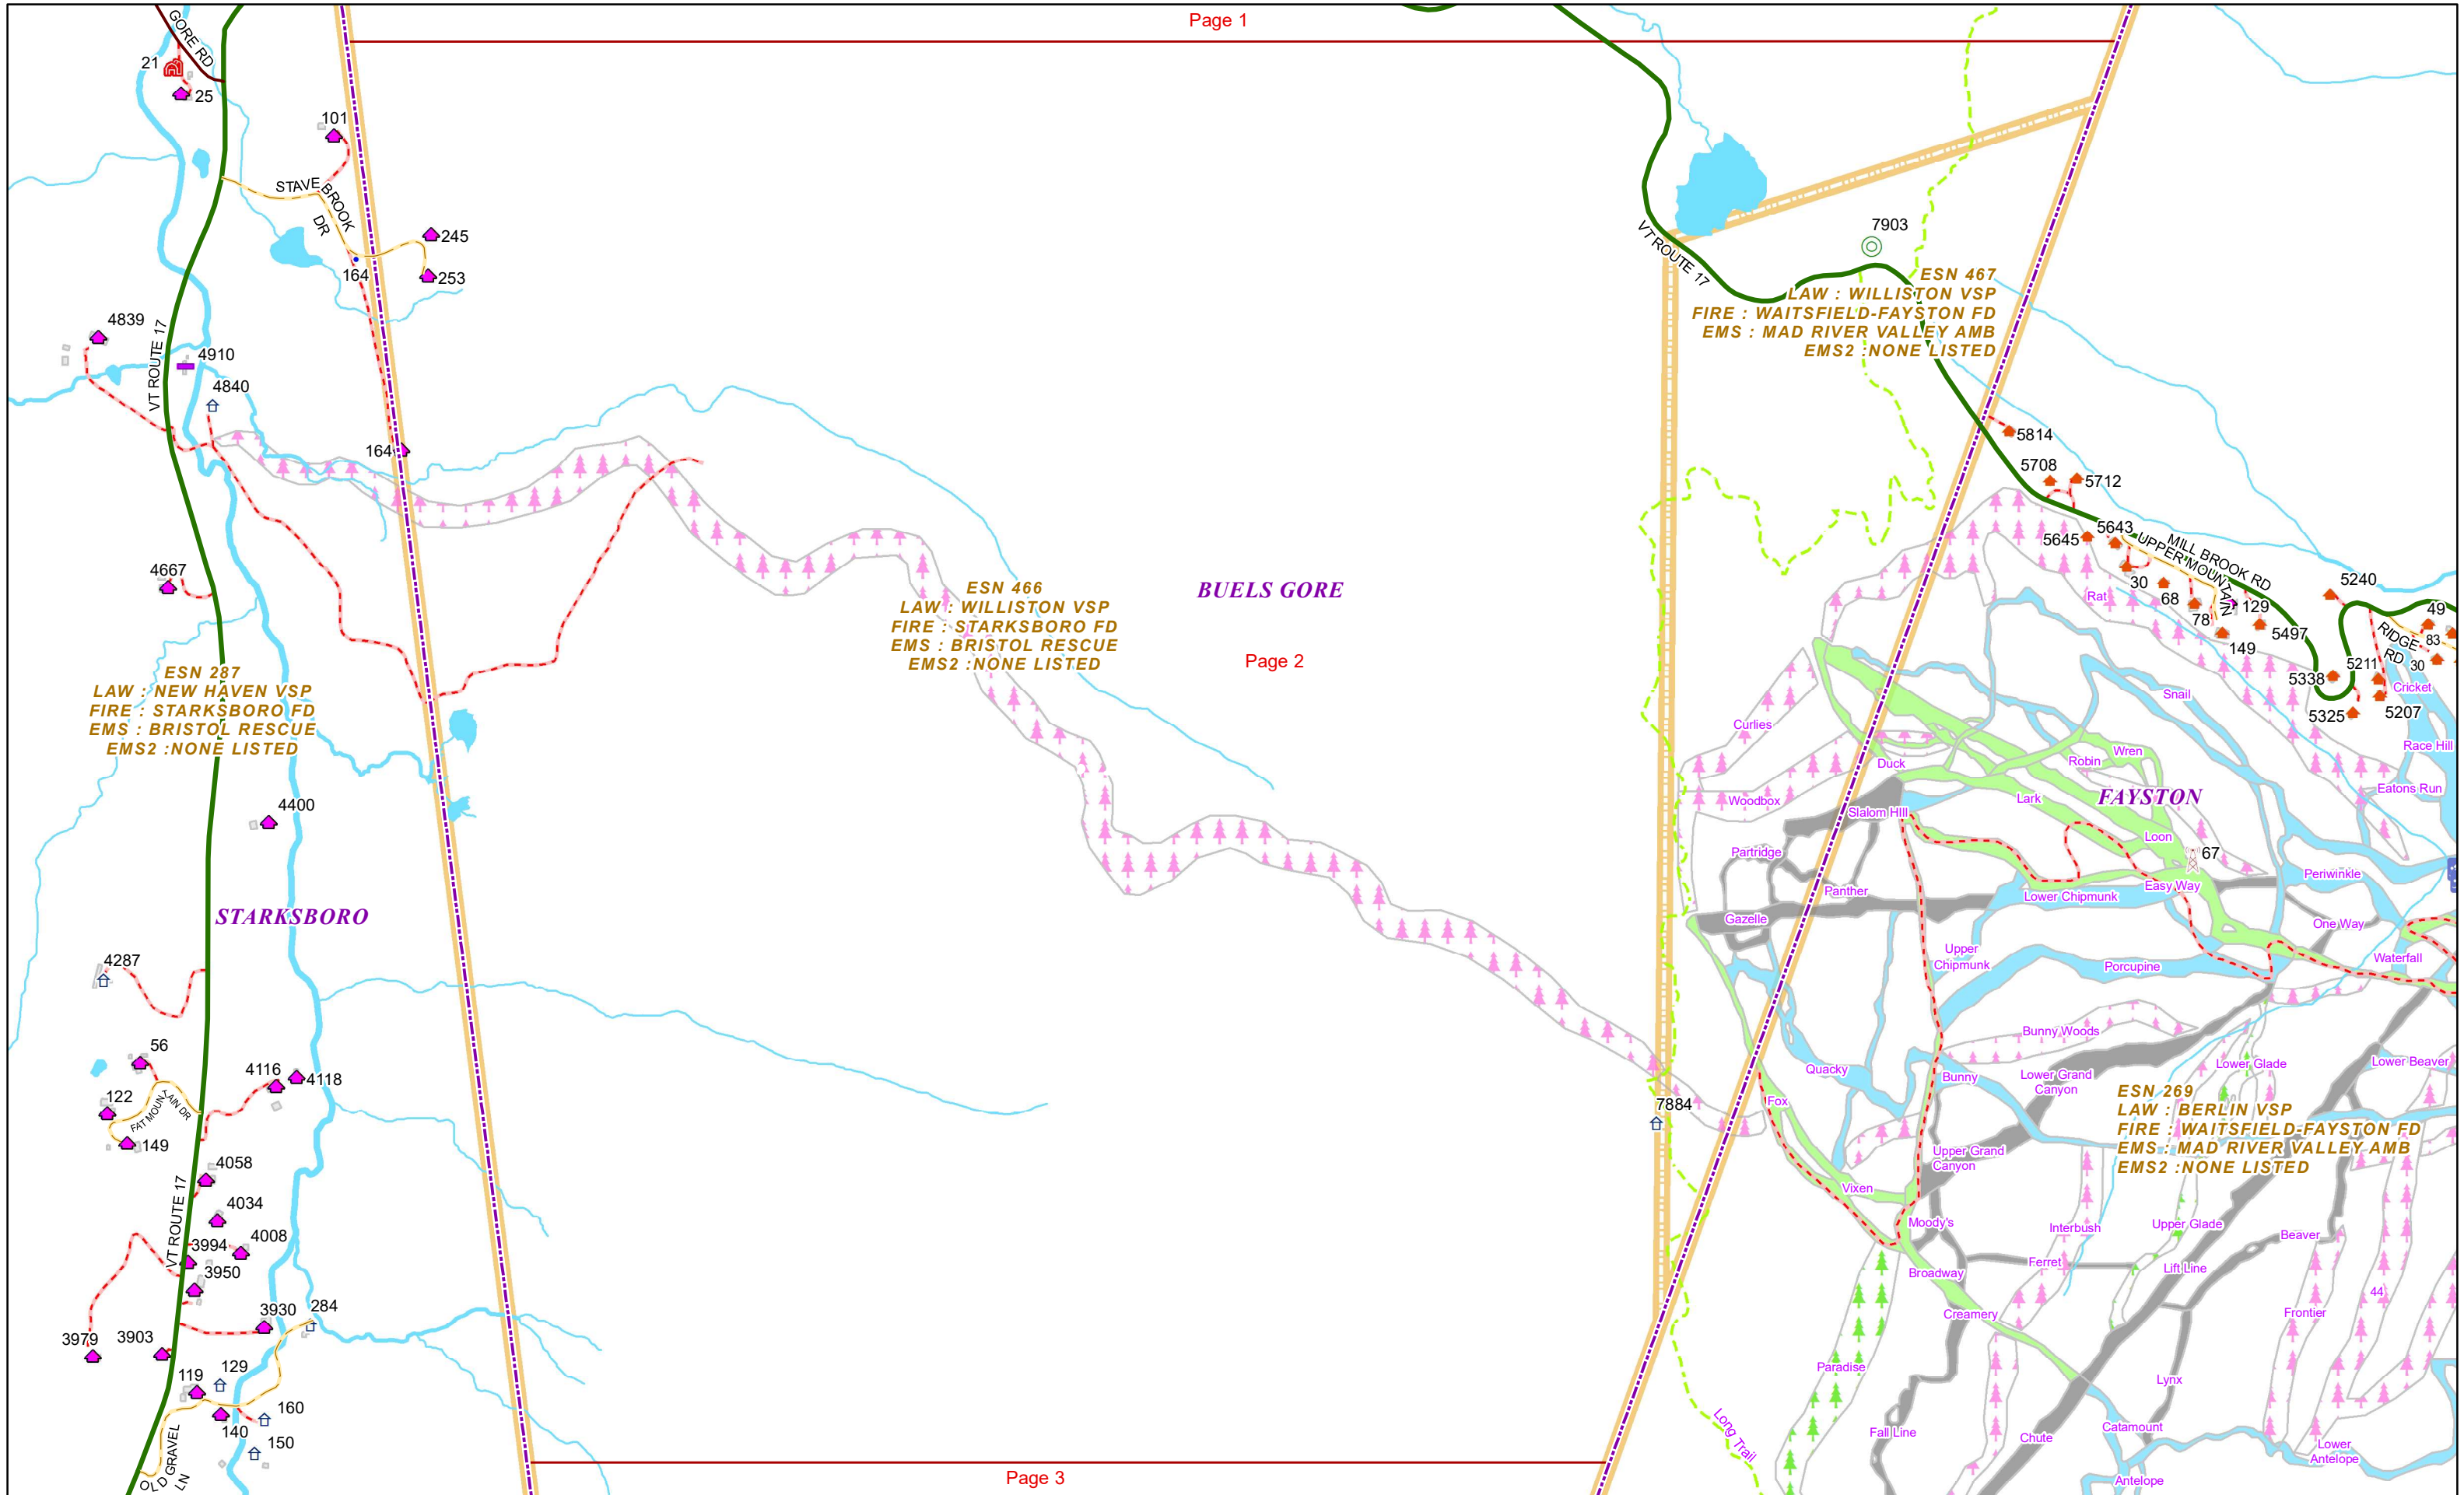 Page 1
GORE RD
21
25
101
STAVE BROOK DR
245
164
253
7903
VT ROUTE 17
ESN 467
LAW : WILLISTON VSP
FIRE : WAITSFIELD-FAYSTON FD
EMS : MAD RIVER VALLEY AMB
EMS2 :NONE LISTED
4839
VT ROUTE 17
4910
4840
164
5814
5708
5712
5643
5645
MILL BROOK RD
UPPER MOUNTAIN
30
68
78
129
149
5497
5240
49
RIDGE RD
83
30
5211
5338
5325
5207
Rat
Cricket
Snail
Race Hill
4667
ESN 466
LAW : WILLISTON VSP
FIRE : STARKSBORO FD
EMS : BRISTOL RESCUE
EMS2 :NONE LISTED
BUELS GORE
Page 2
ESN 287
LAW : NEW HAVEN VSP
FIRE : STARKSBORO FD
EMS : BRISTOL RESCUE
EMS2 :NONE LISTED
Curlies
Duck
Wren
Robin
Woodbox
Slalom Hill
Lark
FAYSTON
Eatons Run
Loon
67
Partridge
Panther
Easy Way
Lower Chipmunk
Periwinkle
Gazelle
One Way
Upper
Chipmunk
Porcupine
Waterfall
4400
STARKSBORO
4287
56
122
FAT MOUNTAIN DR
149
4116
4118
4058
4034
4008
VT ROUTE 17
3994
3950
3930
284
3979
3903
119
129
160
140
150
OLD GRAVEL LN
Bunny Woods
Quacky
Bunny
Lower Grand
Canyon
Lower Glade
Lower Beaver
7884
Fox
ESN 269
LAW : BERLIN VSP
FIRE : WAITSFIELD-FAYSTON FD
EMS : MAD RIVER VALLEY AMB
EMS2 :NONE LISTED
Upper Grand
Canyon
Vixen
Moody's
Interbush
Upper Glade
Beaver
Ferret
Lift Line
Broadway
Creamery
Frontier
44
Paradise
Lynx
Long Trail
Fall Line
Chute
Catamount
Lower
Antelope
Antelope
Page 3